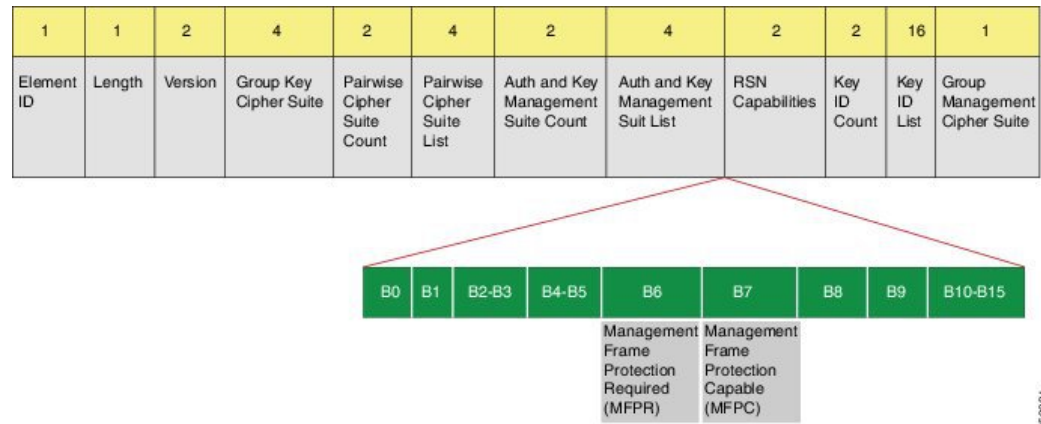 1 1 2 4 2 4 2 4 2 2 16 1
Element ID
Length
Version
Group Key Cipher Suite
Pairwise Cipher Suite Count
Pairwise Cipher Suite List
Auth and Key Management Suite Count
Auth and Key Management Suit List
RSN Capabilities
Key ID Count
Key ID List
Group Management Cipher Suite
B0 B1 B2-B3 B4-B5 B6 B7 B8 B9 B10-B15
Management Frame Protection Required (MFPR)
Management Frame Protection Capable (MFPC)